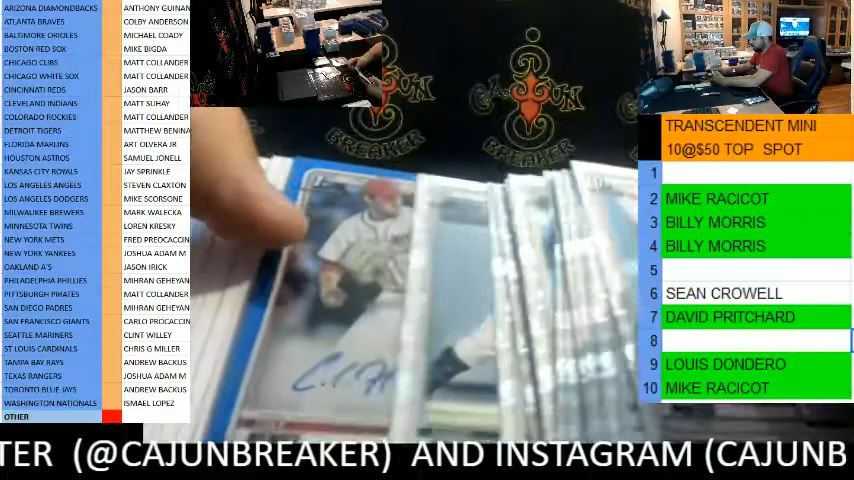 ARIZONA DIAMONDBACKS ANTHONY GUINAN
ATLANTA BRAVES COLBY ANDERSON
BALTIMORE ORIOLES MICHAEL COADY
BOSTON RED SOX MIKE BIGDA
CHICAGO CUBS MATT COLLANDER
CHICAGO WHITE SOX MATT COLLANDER
CINCINNATI REDS JASON BARR
CLEVELAND INDIANS MATT SUHAY
COLORADO ROCKIES MATT COLLANDER
DETROIT TIGERS MATTHEW BENINA
FLORIDA MARLINS ART OLVERA JR
HOUSTON ASTROS SAMUEL JONELL
KANSAS CITY ROYALS JAY SPRINKLE
LOS ANGELES ANGELS STEVEN CLAXTON
LOS ANGELES DODGERS MIKE SCORSONE
MILWAUKEE BREWERS MARK WALECKA
MINNESOTA TWINS LOREN KRESKY
NEW YORK METS FRED PREOCACCIN
NEW YORK YANKEES JOSHUA ADAM M
OAKLAND A'S JASON IRICK
PHILADELPHIA PHILLIES MIHRAN GEHEYAN
PITTSBURGH PIRATES MATT COLLANDER
SAN DIEGO PADRES MIHRAN GEHEYAN
SAN FRANCISCO GIANTS CARLO PROCACCIN
SEATTLE MARINERS CLINT WILLEY
ST LOUIS CARDINALS CHRIS G MILLER
TAMPA BAY RAYS ANDREW BACKUS
TEXAS RANGERS JOSHUA ADAM M
TORONTO BLUE JAYS ANDREW BACKUS
WASHINGTON NATIONALS ISMAEL LOPEZ
OTHER
CAJUN
BREAKER
TRANSCENDENT MINI
10@$50 TOP SPOT
1
2 MIKE RACICOT
3 BILLY MORRIS
4 BILLY MORRIS
5
6 SEAN CROWELL
7 DAVID PRITCHARD
8
9 LOUIS DONDERO
10 MIKE RACICOT
TER (@CAJUNBREAKER) AND INSTAGRAM (CAJUNB